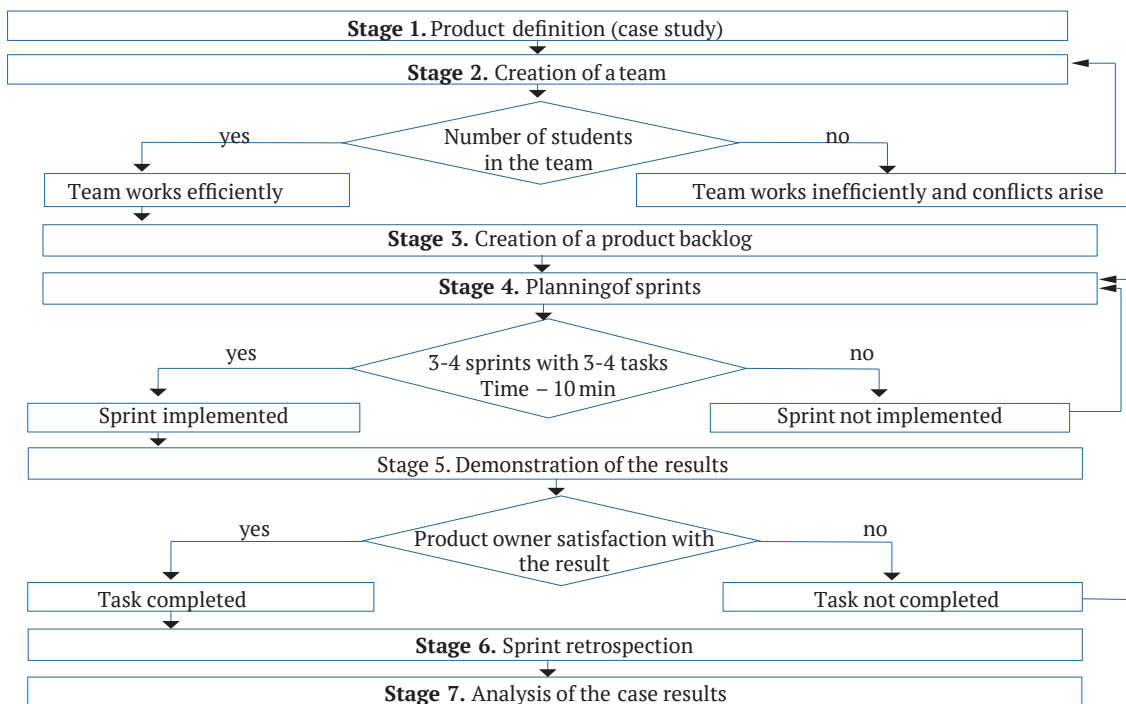 Stage 1. Product definition (case study)
Stage 2. Creation of a team
yes
Number of students
in the team
no
Team works efficiently
Team works inefficiently and conflicts arise
Stage 3. Creation of a product backlog
Stage 4. Planningof sprints
yes
3-4 sprints with 3-4 tasks
Time – 10 min
no
Sprint implemented
Sprint not implemented
Stage 5. Demonstration of the results
yes
Product owner satisfaction with
the result
no
Task completed
Task not completed
Stage 6. Sprint retrospection
Stage 7. Analysis of the case results